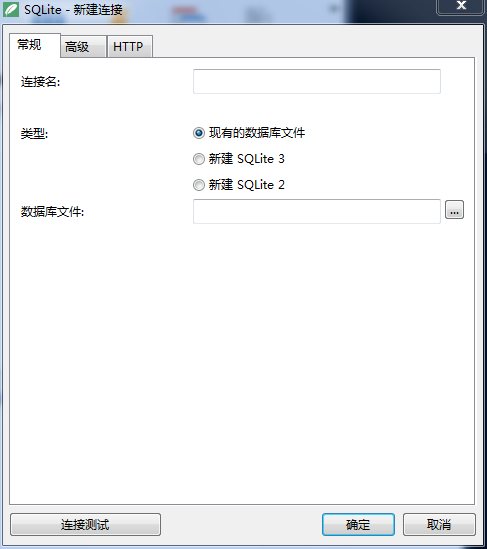 SQLite - 新建连接
常规 高级 HTTP
连接名:
类型: 现有的数据库文件
新建 SQLite 3
新建 SQLite 2
数据库文件: ...
连接测试 确定 取消